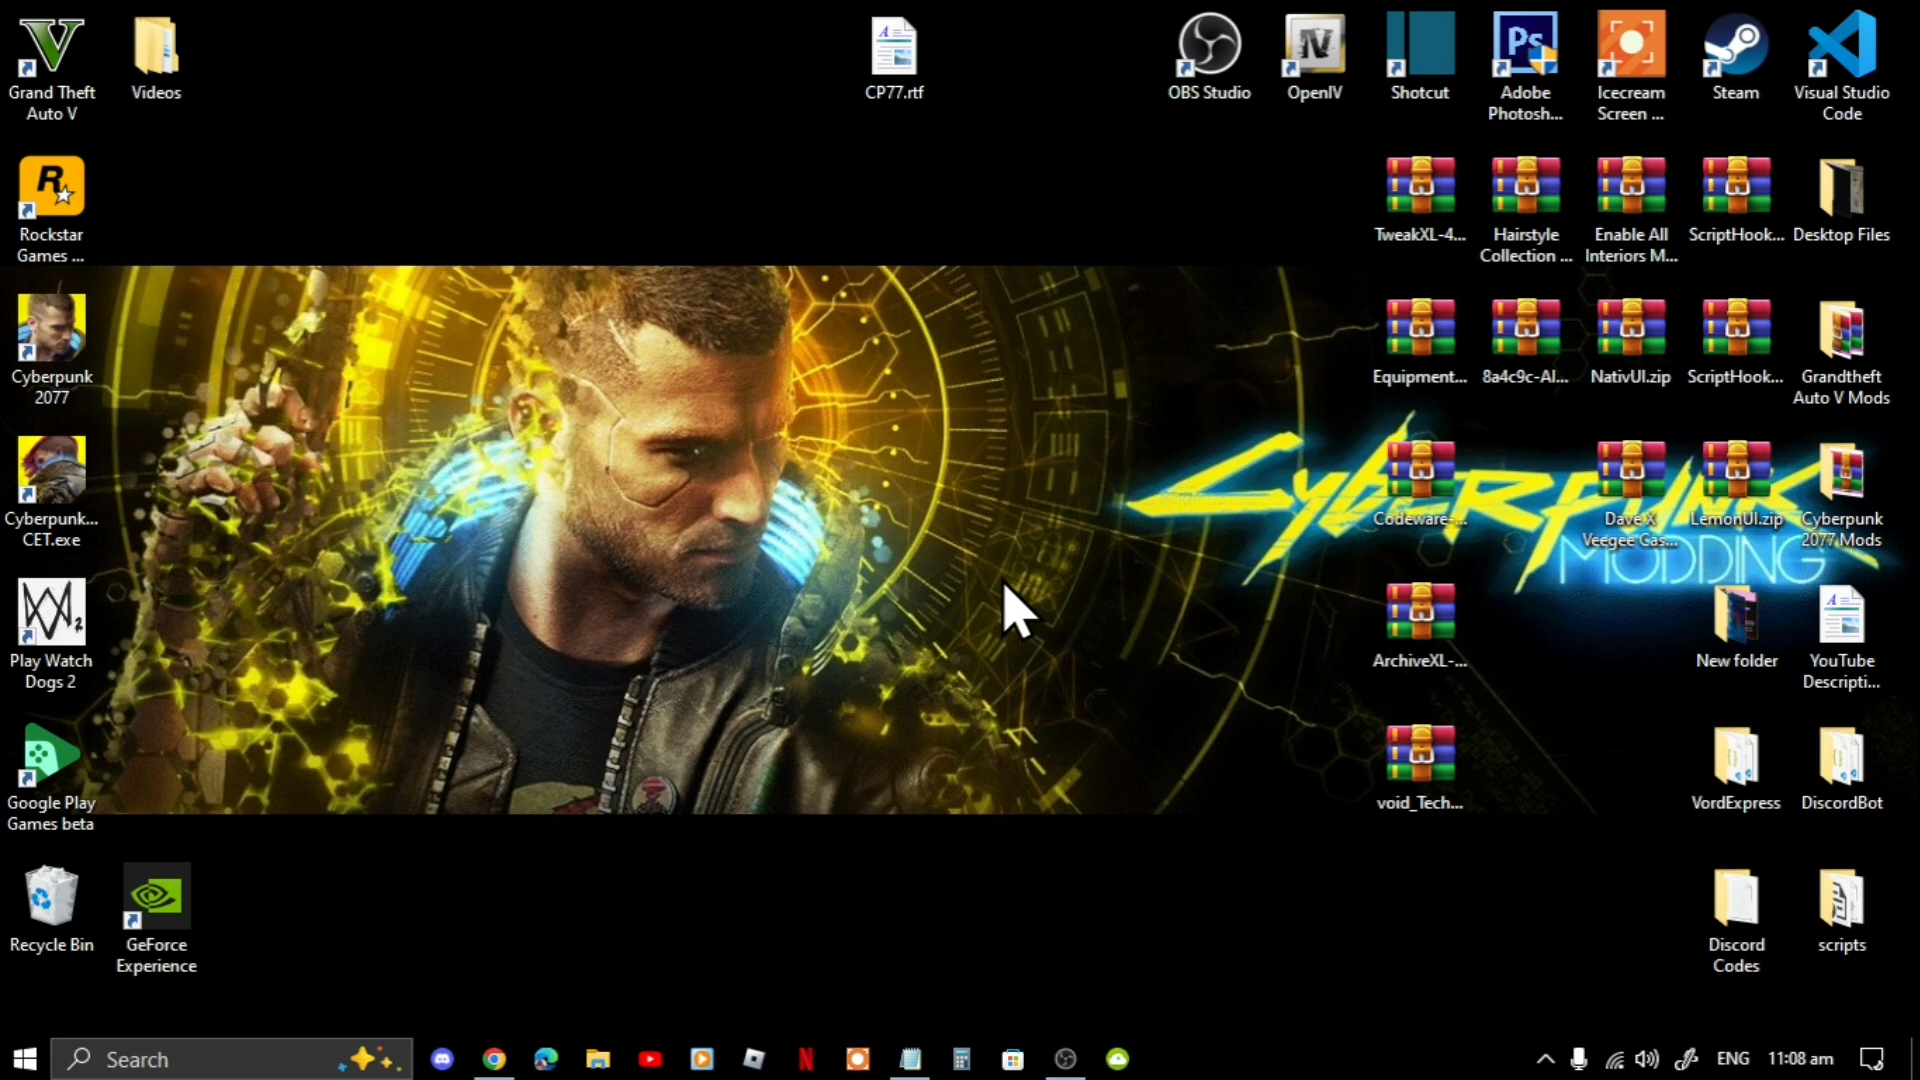 Grand Theft
Auto V
Videos
CP77.rtf
OBS Studio
OpenIV
Shotcut
Ps
Adobe
Photosh...
Icecream
Screen ...
Steam
Visual Studio
Code
R
Rockstar
Games ...
TweakXL-4...
Hairstyle
Collection ...
Enable All
Interiors M...
ScriptHook...
Desktop Files
Cyberpunk
2077
Equipment...
8a4c9c-Al...
NativUI.zip
ScriptHook...
Grandtheft
Auto V Mods
CYBERPUNK
MODDING
Cyberpunk...
CET.exe
Codeware-...
Dave X
Veegee Gas...
LemonUI.zip
Cyberpunk
2077 Mods
Play Watch
Dogs 2
ArchiveXL-...
New folder
YouTube
Descripti...
Google Play
Games beta
void_Tech...
VordExpress
DiscordBot
Recycle Bin
GeForce
Experience
Discord
Codes
scripts
Search
ENG
11:08 am